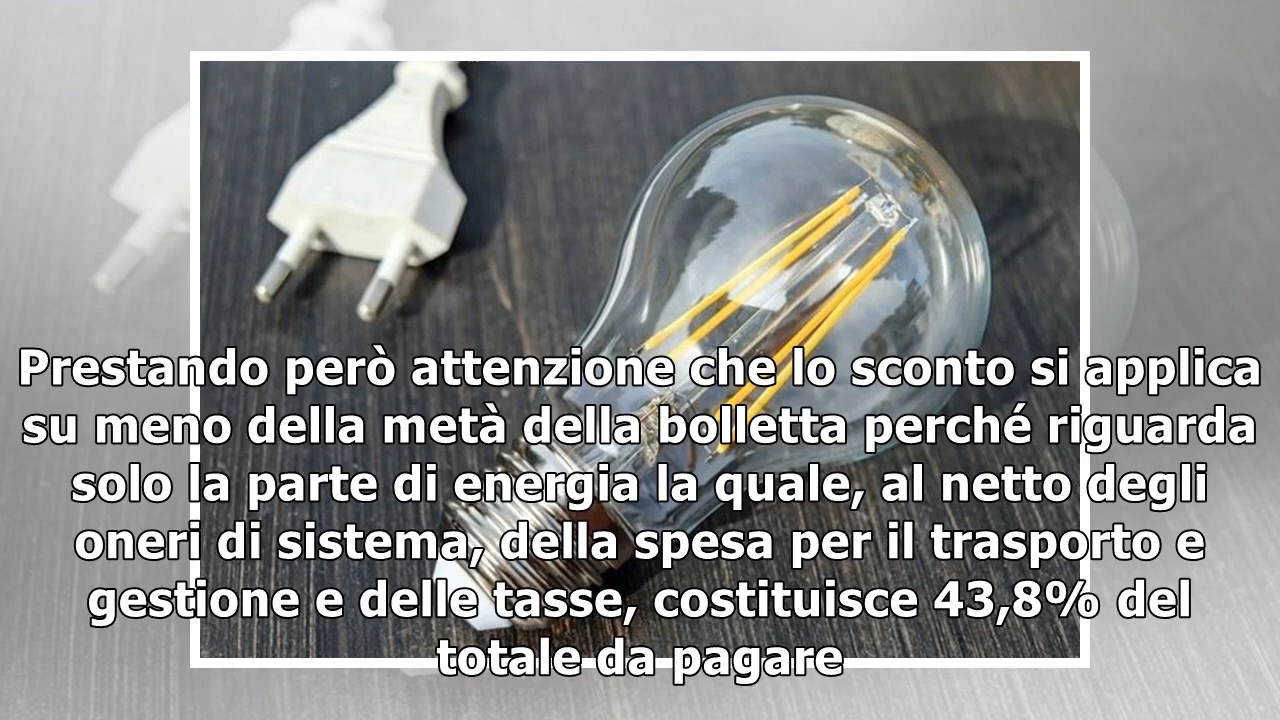 Prestando però attenzione che lo sconto si applica
su meno della metà della bolletta perché riguarda
solo la parte di energia la quale, al netto degli
oneri di sistema, della spesa per il trasporto e
gestione e delle tasse, costituisce 43,8% del
totale da pagare